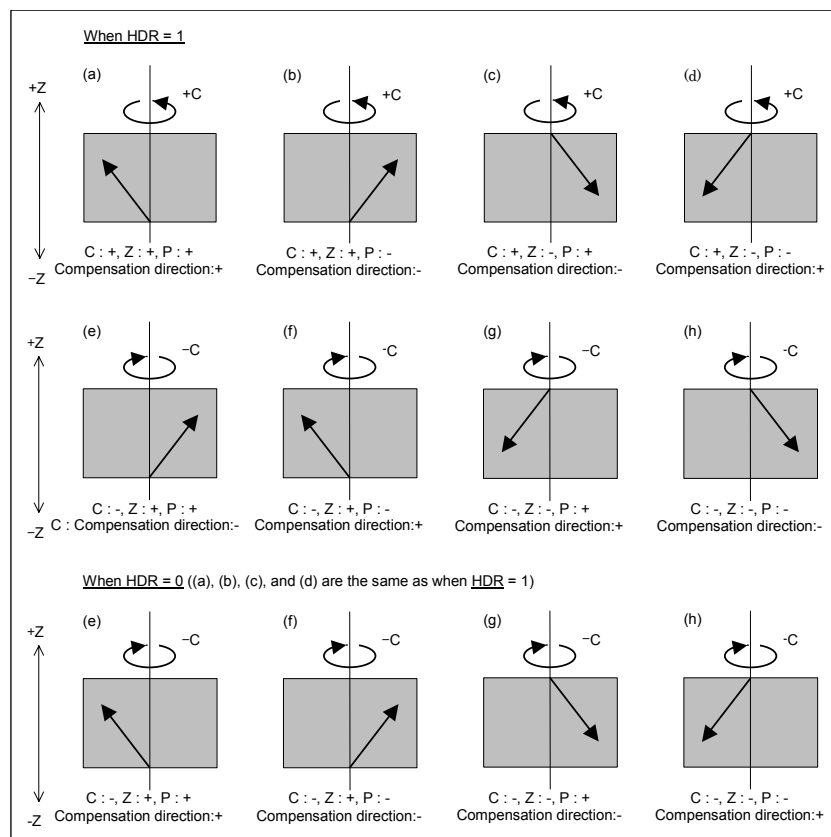 When HDR = 1
(a) (b) (c) (d)
+Z
+C +C +C +C
C : +, Z : +, P : + C : +, Z : +, P : - C : +, Z : -, P : + C : +, Z : -, P : -
−Z Compensation direction:+ Compensation direction:- Compensation direction:- Compensation direction:+
+Z (e) (f) (g) (h)
−C -C −C -C
C : -, Z : +, P : + C : -, Z : +, P : - C : -, Z : -, P : + C : -, Z : -, P : -
−Z C : Compensation direction:- Compensation direction:+ Compensation direction:+ Compensation direction:-
When HDR = 0 ((a), (b), (c), and (d) are the same as when HDR = 1)
+Z (e) (f) (g) (h)
−C −C −C -C
C : -, Z : +, P : + C : -, Z : +, P : - C : -, Z : -, P : + C : -, Z : -, P : -
-Z Compensation direction:+ Compensation direction:- Compensation direction:- Compensation direction:+